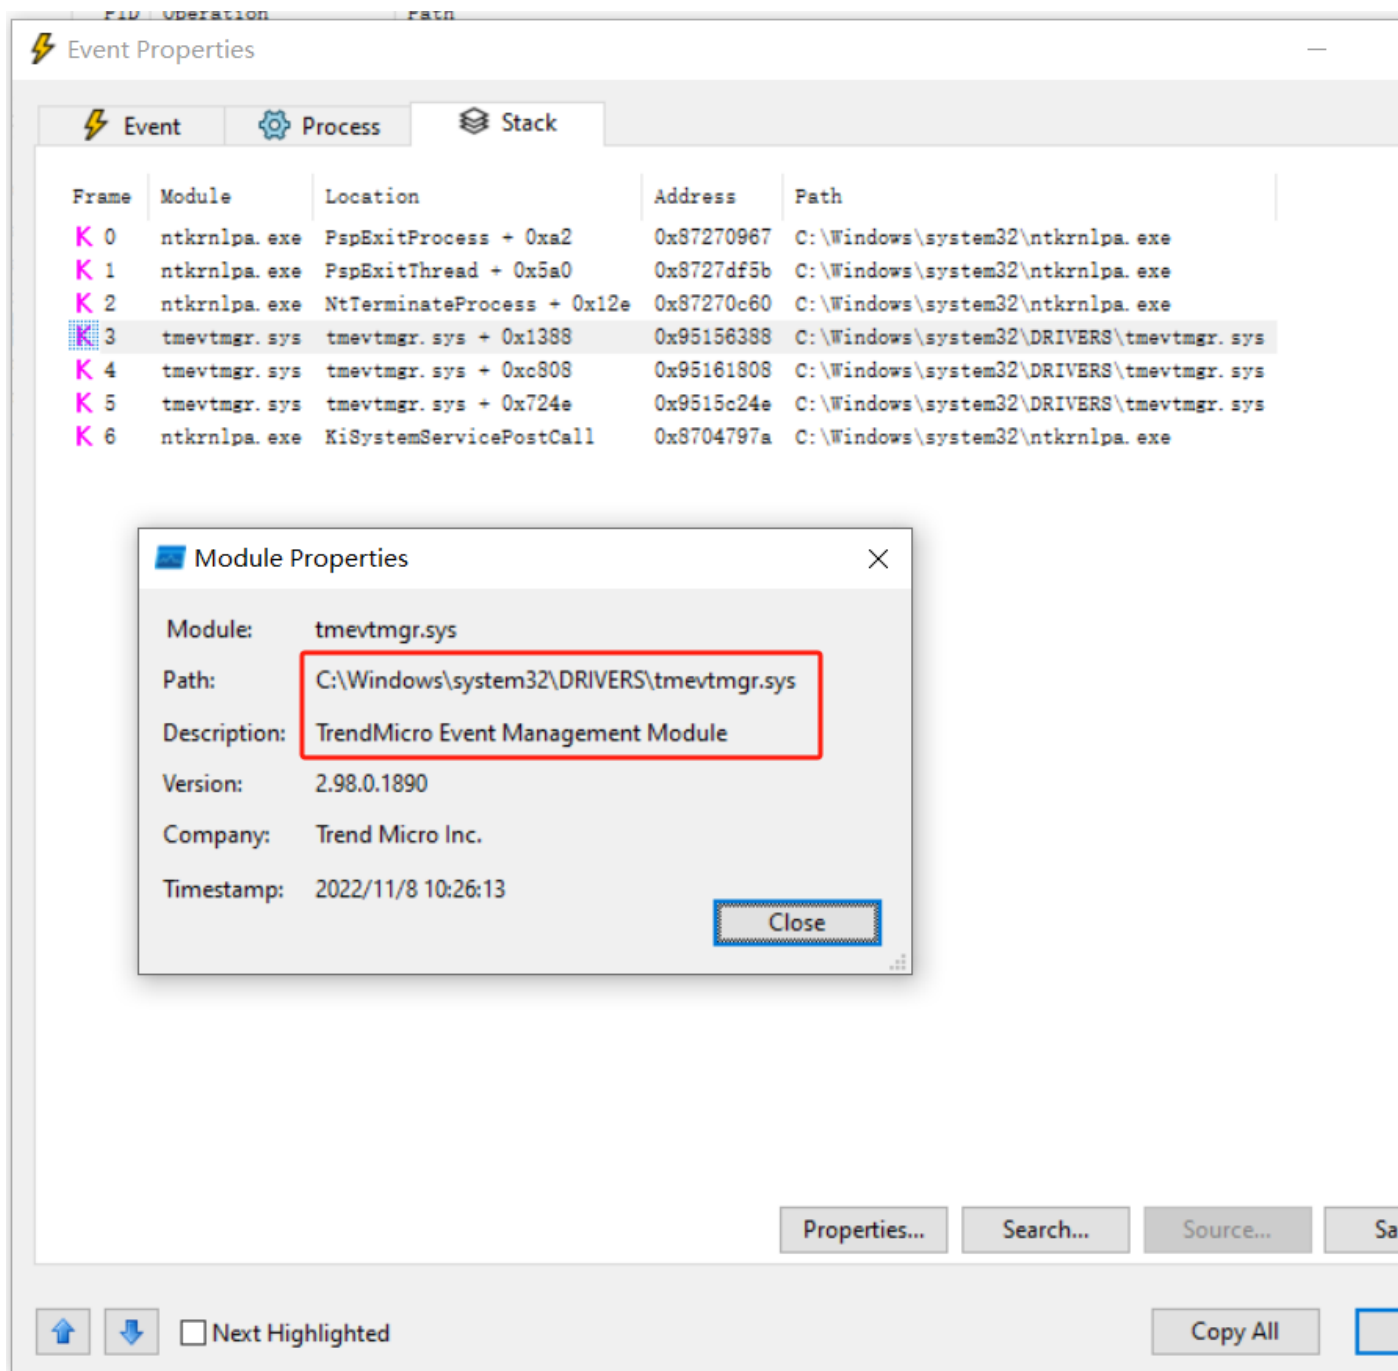 PID Operation Path
Event Properties
Event Process Stack
Frame Module Location Address Path
K 0 ntkrnlpa.exe PspExitProcess + 0xa2 0x87270967 C:\Windows\system32\ntkrnlpa.exe
K 1 ntkrnlpa.exe PspExitThread + 0x5a0 0x8727df5b C:\Windows\system32\ntkrnlpa.exe
K 2 ntkrnlpa.exe NtTerminateProcess + 0x12e 0x87270c60 C:\Windows\system32\ntkrnlpa.exe
K 3 tmevtmgr.sys tmevtmgr.sys + 0x1388 0x95156388 C:\Windows\system32\DRIVERS\tmevtmgr.sys
K 4 tmevtmgr.sys tmevtmgr.sys + 0xc808 0x95161808 C:\Windows\system32\DRIVERS\tmevtmgr.sys
K 5 tmevtmgr.sys tmevtmgr.sys + 0x724e 0x9515c24e C:\Windows\system32\DRIVERS\tmevtmgr.sys
K 6 ntkrnlpa.exe KiSystemServicePostCall 0x8704797a C:\Windows\system32\ntkrnlpa.exe
Module Properties
Module: tmevtmgr.sys
Path: C:\Windows\system32\DRIVERS\tmevtmgr.sys
Description: TrendMicro Event Management Module
Version: 2.98.0.1890
Company: Trend Micro Inc.
Timestamp: 2022/11/8 10:26:13
Close
Properties... Search... Source... Sa
Next Highlighted Copy All